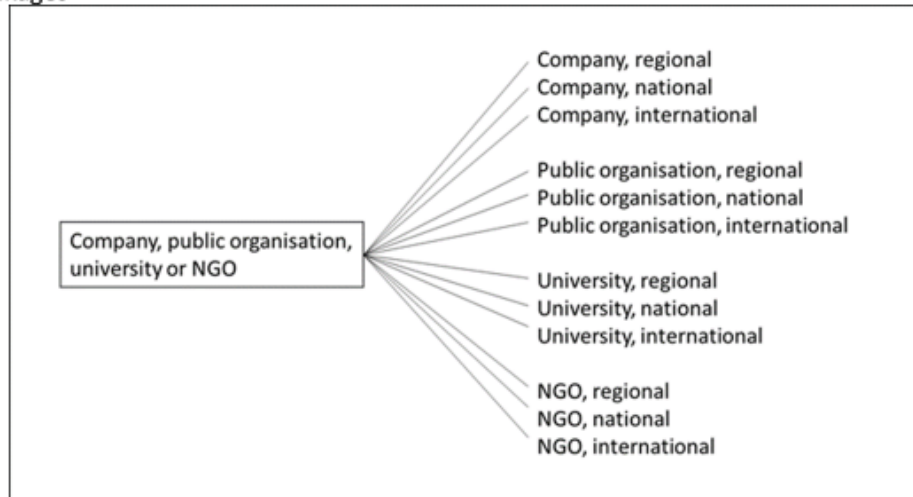 Company, regional
Company, national
Company, international
Public organisation, regional
Public organisation, national
Public organisation, international
Company, public organisation,
university or NGO
University, regional
University, national
University, international
NGO, regional
NGO, national
NGO, international